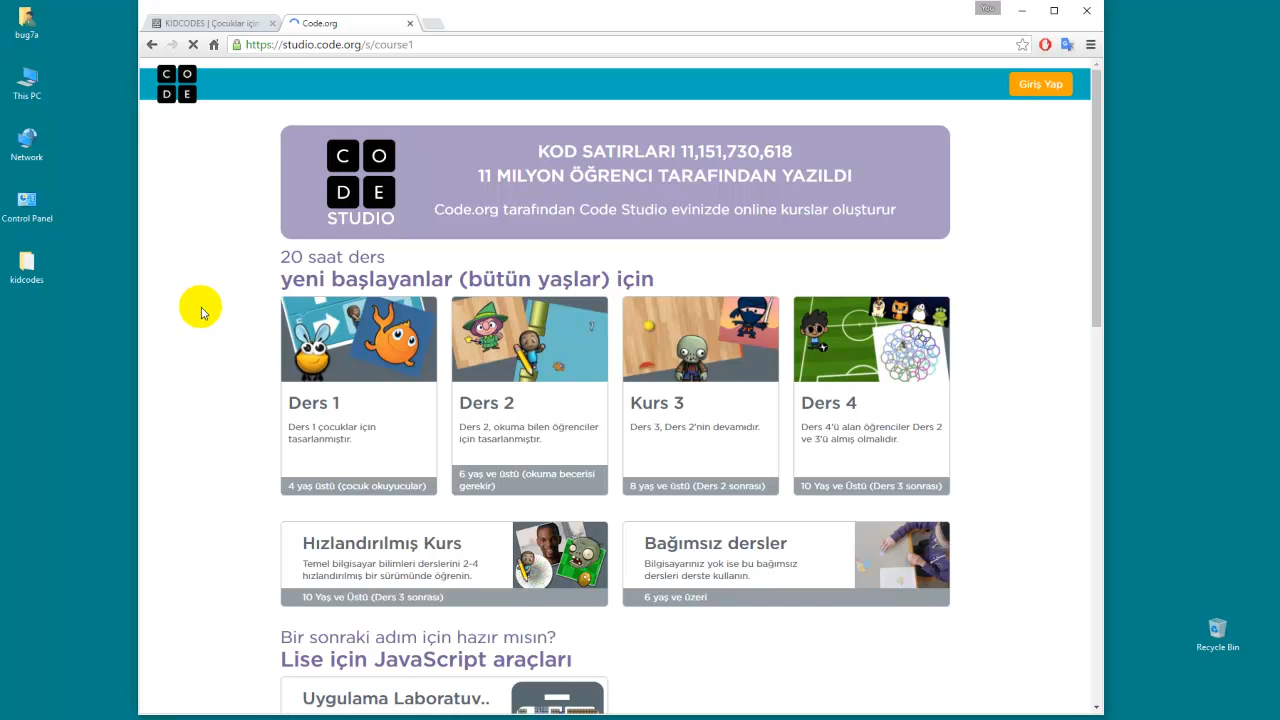 bug7a
This PC
Network
Control Panel
kidcodes
Recycle Bin
You
KIDCODES | Çocuklar için
Code.org
https://studio.code.org/s/course1
C O
D E
Giriş Yap
C O
D E
STUDIO
KOD SATIRLARI 11,151,730,618
11 MILYON ÖĞRENCI TARAFINDAN YAZILDI
Code.org tarafından Code Studio evinizde online kurslar oluşturur
20 saat ders
yeni başlayanlar (bütün yaşlar) için
Ders 1
Ders 1 çocuklar için
tasarlanmıştır.
4 yaş üstü (çocuk okuyucular)
1
Ders 2
Ders 2, okuma bilen öğrenciler
için tasarlanmıştır.
6 yaş ve üstü (okuma becerisi
gerekir)
Kurs 3
Ders 3, Ders 2'nin devamıdır.
8 yaş ve üstü (Ders 2 sonrası)
Ders 4
Ders 4'ü alan öğrenciler Ders 2
ve 3'ü almış olmalıdır.
10 Yaş ve Üstü (Ders 3 sonrası)
Hızlandırılmış Kurs
Temel bilgisayar bilimleri derslerini 2-4
hızlandırılmış bir sürümünde öğrenin.
10 Yaş ve Üstü (Ders 3 sonrası)
Bağımsız dersler
Bilgisayarınız yok ise bu bağımsız
dersleri derste kullanın.
6 yaş ve üzeri
Bir sonraki adım için hazır mısın?
Lise için JavaScript araçları
Uygulama Laboratuv..